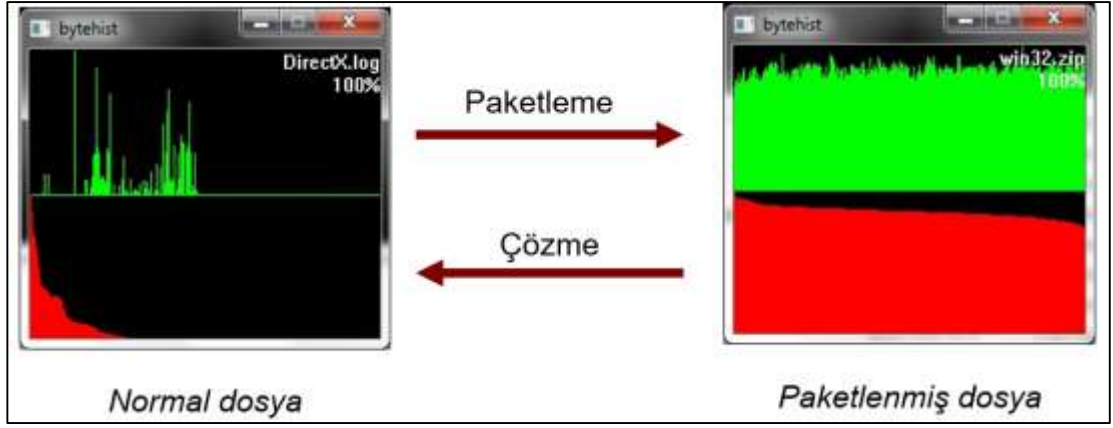 bytehist
DirectX.log
100%
Normal dosya
Paketleme
Çözme
bytehist
win32.zip
100%
Paketlenmiş dosya